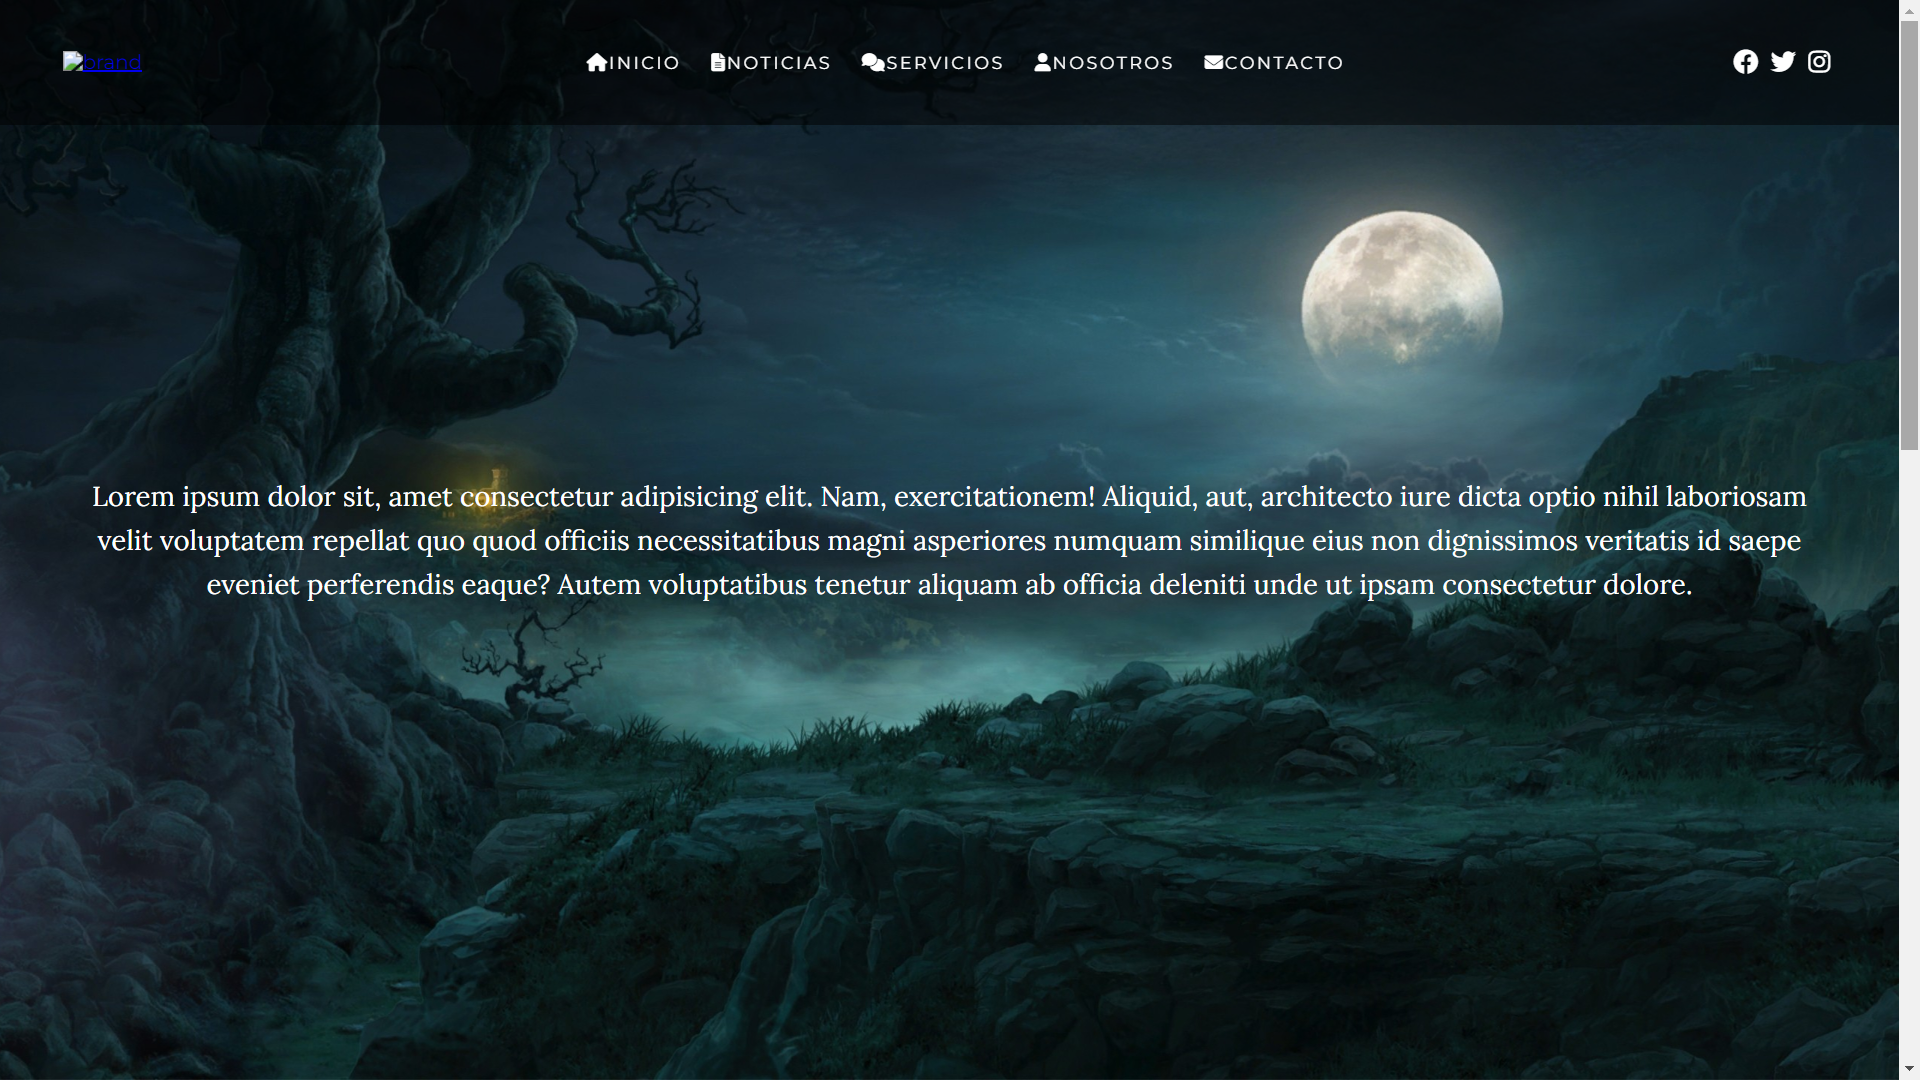 brand
INICIO NOTICIAS SERVICIOS NOSOTROS CONTACTO
Lorem ipsum dolor sit, amet consectetur adipisicing elit. Nam, exercitationem! Aliquid, aut, architecto iure dicta optio nihil laboriosam
velit voluptatem repellat quo quod officiis necessitatibus magni asperiores numquam similique eius non dignissimos veritatis id saepe
eveniet perferendis eaque? Autem voluptatibus tenetur aliquam ab officia deleniti unde ut ipsam consectetur dolore.